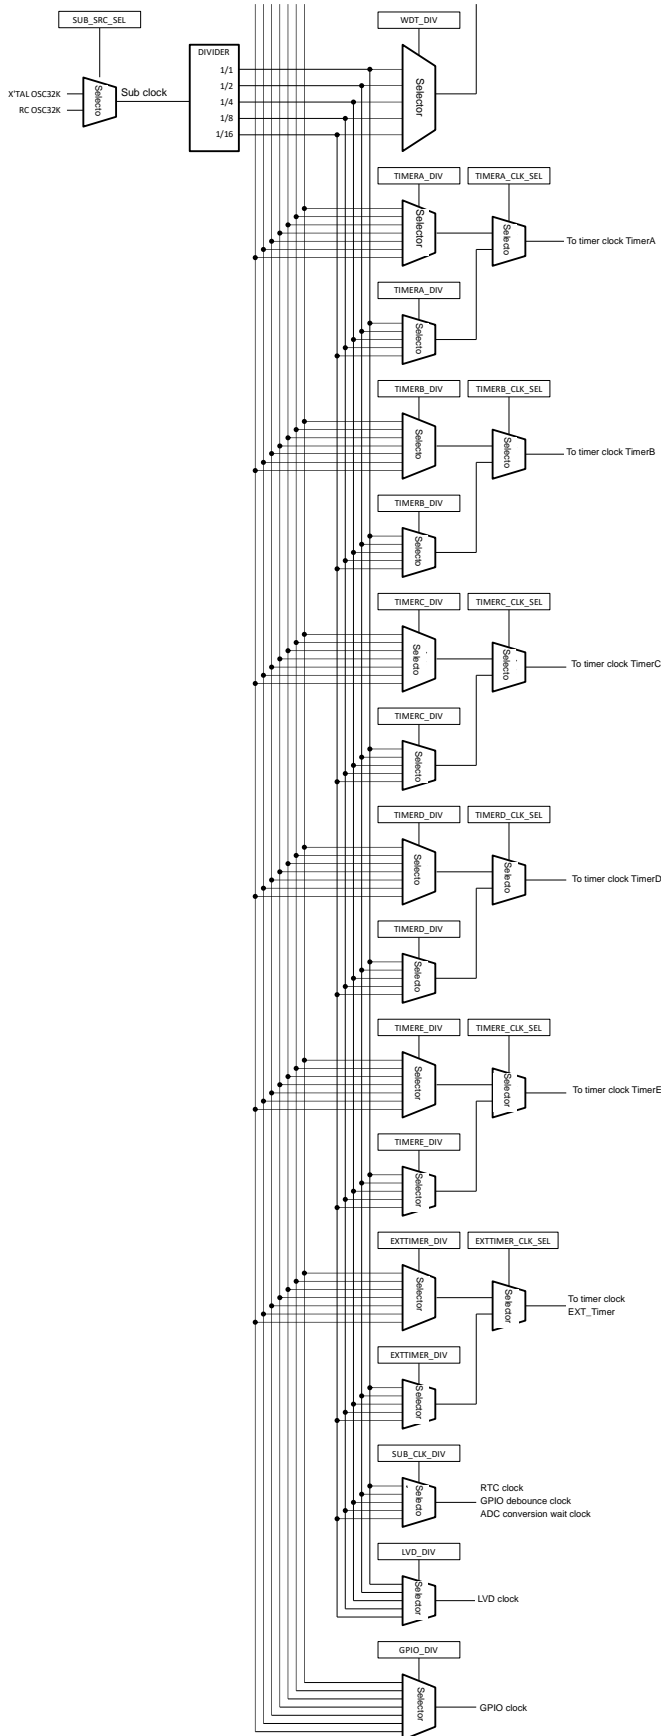 SUB_SRC_SEL
WDT_DIV
DIVIDER
X'TAL OSC32K
RC OSC32K
Selecto
Sub clock
1/1
1/2
1/4
1/8
1/16
Selector
TIMERA_DIV
TIMERA_CLK_SEL
Selector
Selecto
To timer clock TimerA
TIMERA_DIV
Selecto
TIMERB_DIV
TIMERB_CLK_SEL
Selecto
Selecto
To timer clock TimerB
TIMERB_DIV
Selecto
TIMERC_DIV
TIMERC_CLK_SEL
Selecto
Selecto
To timer clock TimerC
TIMERC_DIV
Selecto
TIMERD_DIV
TIMERD_CLK_SEL
Selecto
Selecto
To timer clock TimerD
TIMERD_DIV
Selecto
TIMERE_DIV
TIMERE_CLK_SEL
Selector
Selector
To timer clock TimerE
TIMERE_DIV
Selector
EXTTIMER_DIV
EXTTIMER_CLK_SEL
Selector
Selector
To timer clock
EXT_Timer
EXTTIMER_DIV
Selector
SUB_CLK_DIV
Selecto
RTC clock
GPIO debounce clock
ADC conversion wait clock
LVD_DIV
Selector
LVD clock
GPIO_DIV
Selector
GPIO clock